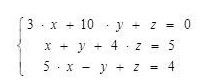 3 · x + 10 · y + z = 0
x + y + 4 · z = 5
5 · x − y + z = 4